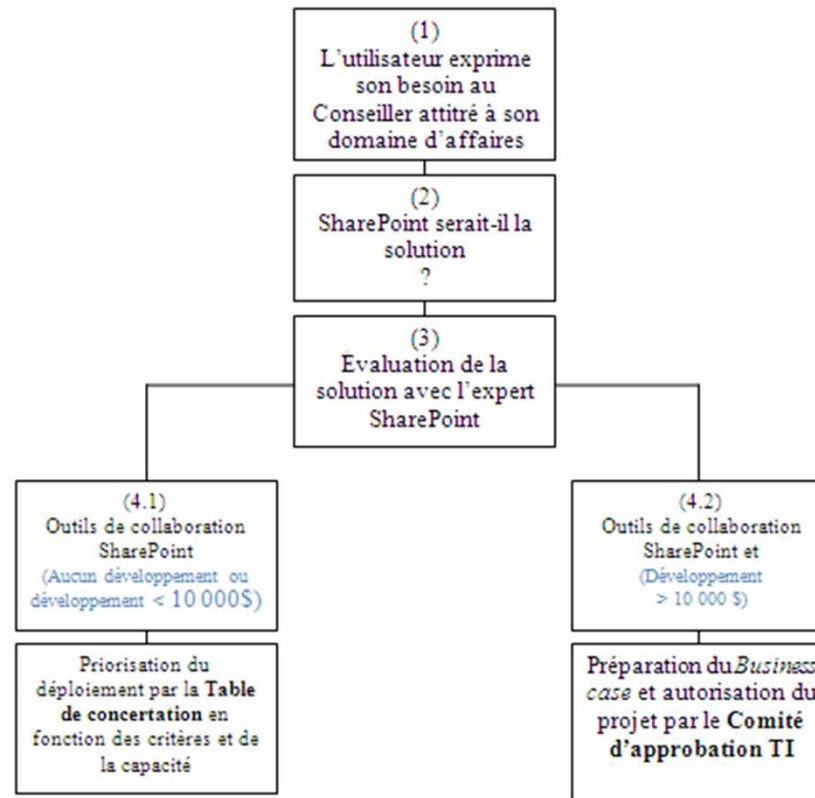 (1)
L'utilisateur exprime
son besoin au
Conseiller attitré à son
domaine d'affaires
(2)
SharePoint serait-il la
solution
?
(3)
Evaluation de la
solution avec l'expert
SharePoint
(4.1)
Outils de collaboration
SharePoint
(Aucun développement ou
développement < 10 000$)
Priorisation du
déploiement par la Table
de concertation en
fonction des critères et de
la capacité
(4.2)
Outils de collaboration
SharePoint et
(Développement
> 10 000 $)
Préparation du Business
case et autorisation du
projet par le Comité
d'approbation TI